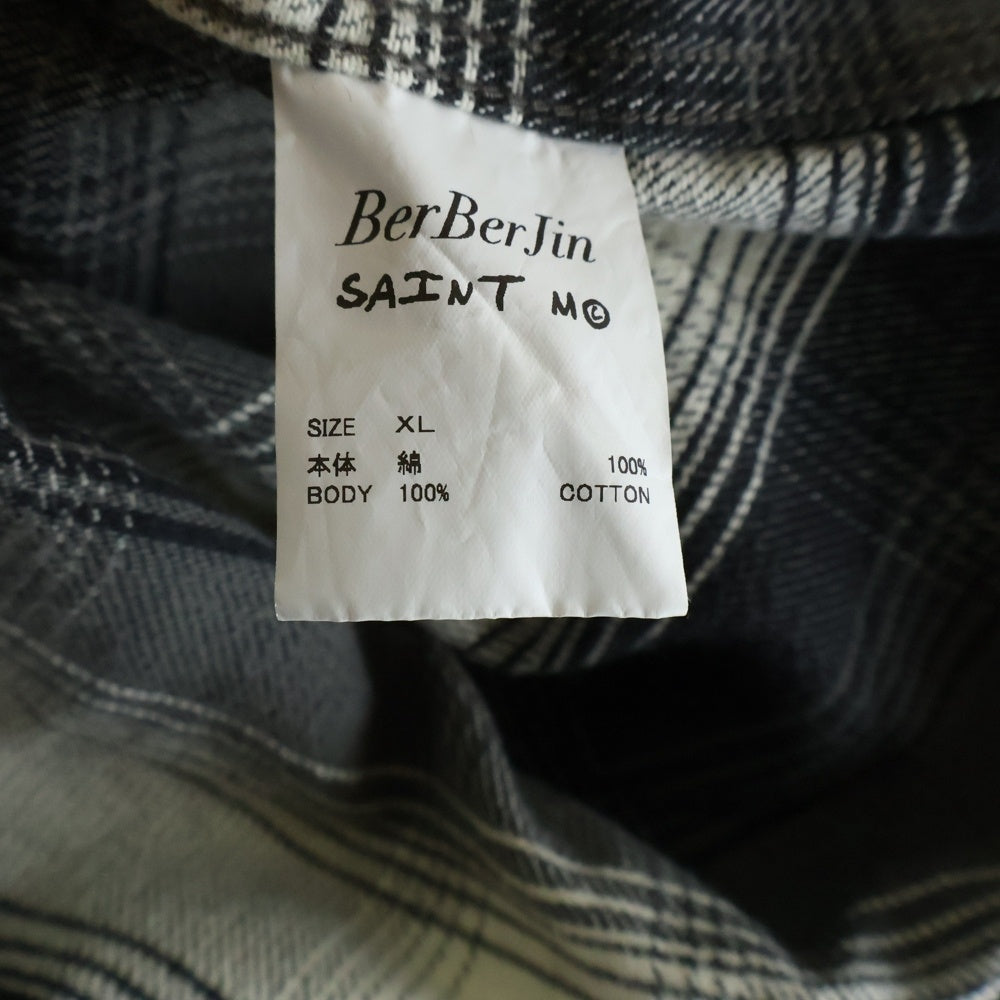 BerBerJin
SAINT M©
SIZE XL
本体 綿 100%
BODY 100% COTTON